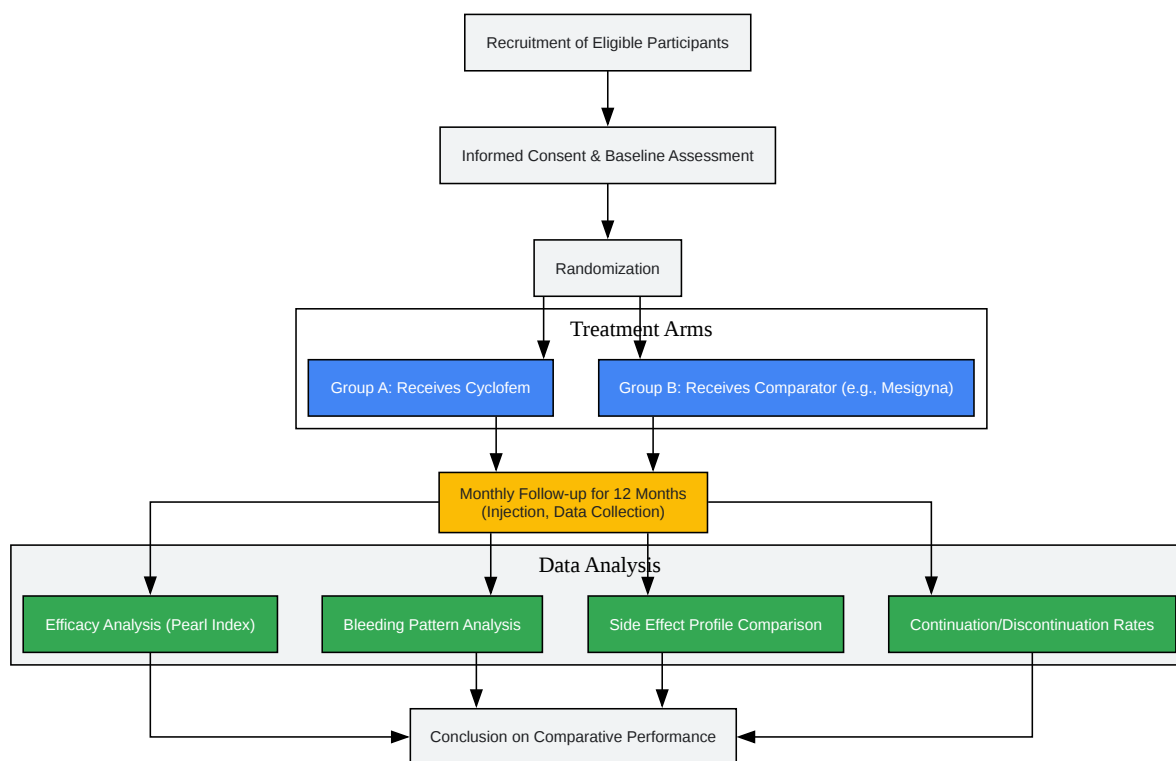 Recruitment of Eligible Participants
Informed Consent & Baseline Assessment
Randomization
Treatment Arms
Group A: Receives Cyclofem
Group B: Receives Comparator (e.g., Mesigyna)
Monthly Follow-up for 12 Months
(Injection, Data Collection)
Data Analysis
Efficacy Analysis (Pearl Index)
Bleeding Pattern Analysis
Side Effect Profile Comparison
Continuation/Discontinuation Rates
Conclusion on Comparative Performance